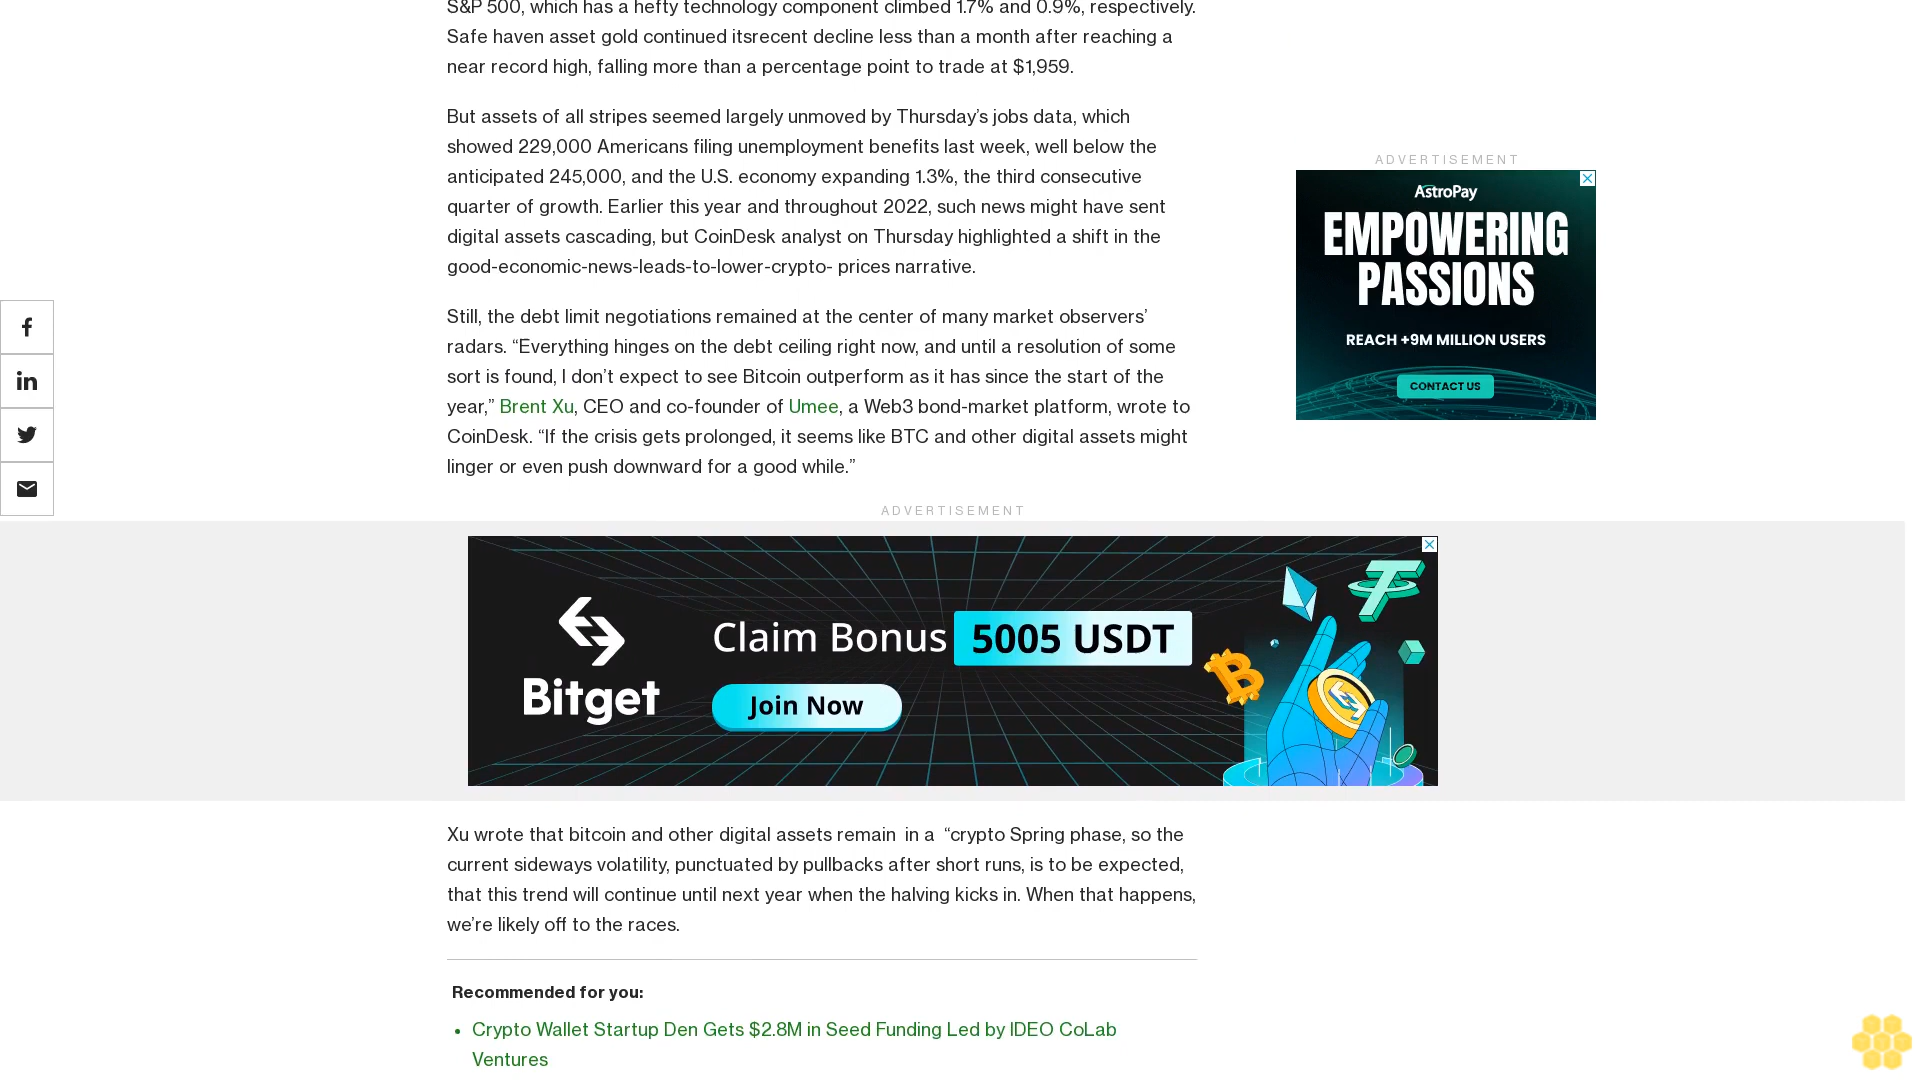 S&P 500, which has a hefty technology component climbed 1.7% and 0.9%, respectively.
Safe haven asset gold continued itsrecent decline less than a month after reaching a
near record high, falling more than a percentage point to trade at $1,959.
But assets of all stripes seemed largely unmoved by Thursday’s jobs data, which
showed 229,000 Americans filing unemployment benefits last week, well below the
anticipated 245,000, and the U.S. economy expanding 1.3%, the third consecutive
quarter of growth. Earlier this year and throughout 2022, such news might have sent
digital assets cascading, but CoinDesk analyst on Thursday highlighted a shift in the
good-economic-news-leads-to-lower-crypto- prices narrative.
Still, the debt limit negotiations remained at the center of many market observers’
radars. “Everything hinges on the debt ceiling right now, and until a resolution of some
sort is found, I don’t expect to see Bitcoin outperform as it has since the start of the
year,” Brent Xu, CEO and co-founder of Umee, a Web3 bond-market platform, wrote to
CoinDesk. “If the crisis gets prolonged, it seems like BTC and other digital assets might
linger or even push downward for a good while.”
ADVERTISEMENT
AstroPay
EMPOWERING
PASSIONS
REACH +9M MILLION USERS
CONTACT US
ADVERTISEMENT
Bitget
Claim Bonus 5005 USDT
Join Now
Xu wrote that bitcoin and other digital assets remain  in a  “crypto Spring phase, so the
current sideways volatility, punctuated by pullbacks after short runs, is to be expected,
that this trend will continue until next year when the halving kicks in. When that happens,
we’re likely off to the races.
Recommended for you:
• Crypto Wallet Startup Den Gets $2.8M in Seed Funding Led by IDEO CoLab
Ventures